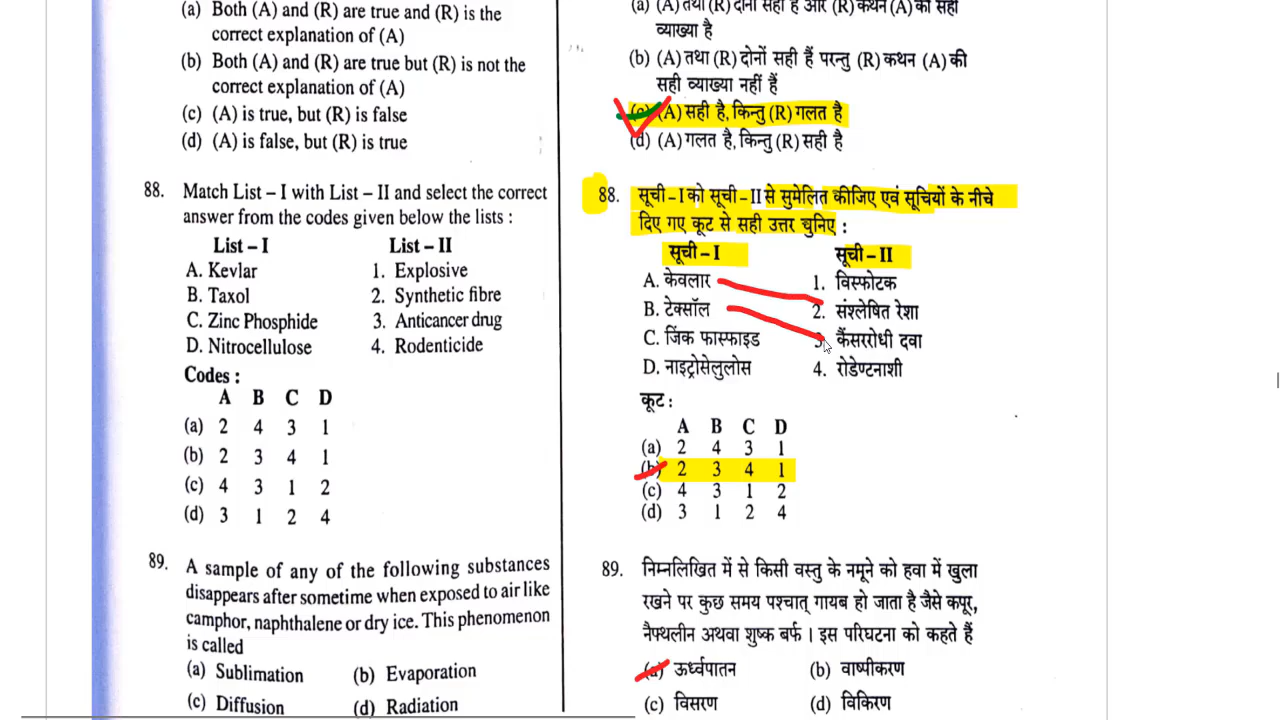 (a) Both (A) and (R) are true and (R) is the
correct explanation of (A)
(b) Both (A) and (R) are true but (R) is not the
correct explanation of (A)
(c) (A) is true, but (R) is false
(d) (A) is false, but (R) is true
88. Match List – I with List – II and select the correct
answer from the codes given below the lists :
List – I List – II
A. Kevlar 1. Explosive
B. Taxol 2. Synthetic fibre
C. Zinc Phosphide 3. Anticancer drug
D. Nitrocellulose 4. Rodenticide
Codes :
A B C D
(a) 2 4 3 1
(b) 2 3 4 1
(c) 4 3 1 2
(d) 3 1 2 4
89. A sample of any of the following substances
disappears after sometime when exposed to air like
camphor, naphthalene or dry ice. This phenomenon
is called
(a) Sublimation (b) Evaporation
(c) Diffusion (d) Radiation
(a) (A) तथा (R) दोनों सही हैं और (R) कथन (A) की सही
व्याख्या है
(b) (A) तथा (R) दोनों सही हैं परन्तु (R) कथन (A) की
सही व्याख्या नहीं हैं
(c) (A) सही है, किन्तु (R) गलत है
(d) (A) गलत है, किन्तु (R) सही है
88. सूची – I को सूची – II से सुमेलित कीजिए एवं सूचियों के नीचे
दिए गए कूट से सही उत्तर चुनिए :
सूची – I सूची – II
A. केवलार 1. विस्फोटक
B. टेक्सॉल 2. संश्लेषित रेशा
C. जिंक फास्फाइड 3. कैंसररोधी दवा
D. नाइट्रोसेलुलोस 4. रोडेण्टनाशी
कूट :
A B C D
(a) 2 4 3 1
(b) 2 3 4 1
(c) 4 3 1 2
(d) 3 1 2 4
89. निम्नलिखित में से किसी वस्तु के नमूने को हवा में खुला
रखने पर कुछ समय पश्चात् गायब हो जाता है जैसे कपूर,
नैफ्थलीन अथवा शुष्क बर्फ । इस परिघटना को कहते हैं
(a) ऊर्ध्वपातन (b) वाष्पीकरण
(c) विसरण (d) विकिरण